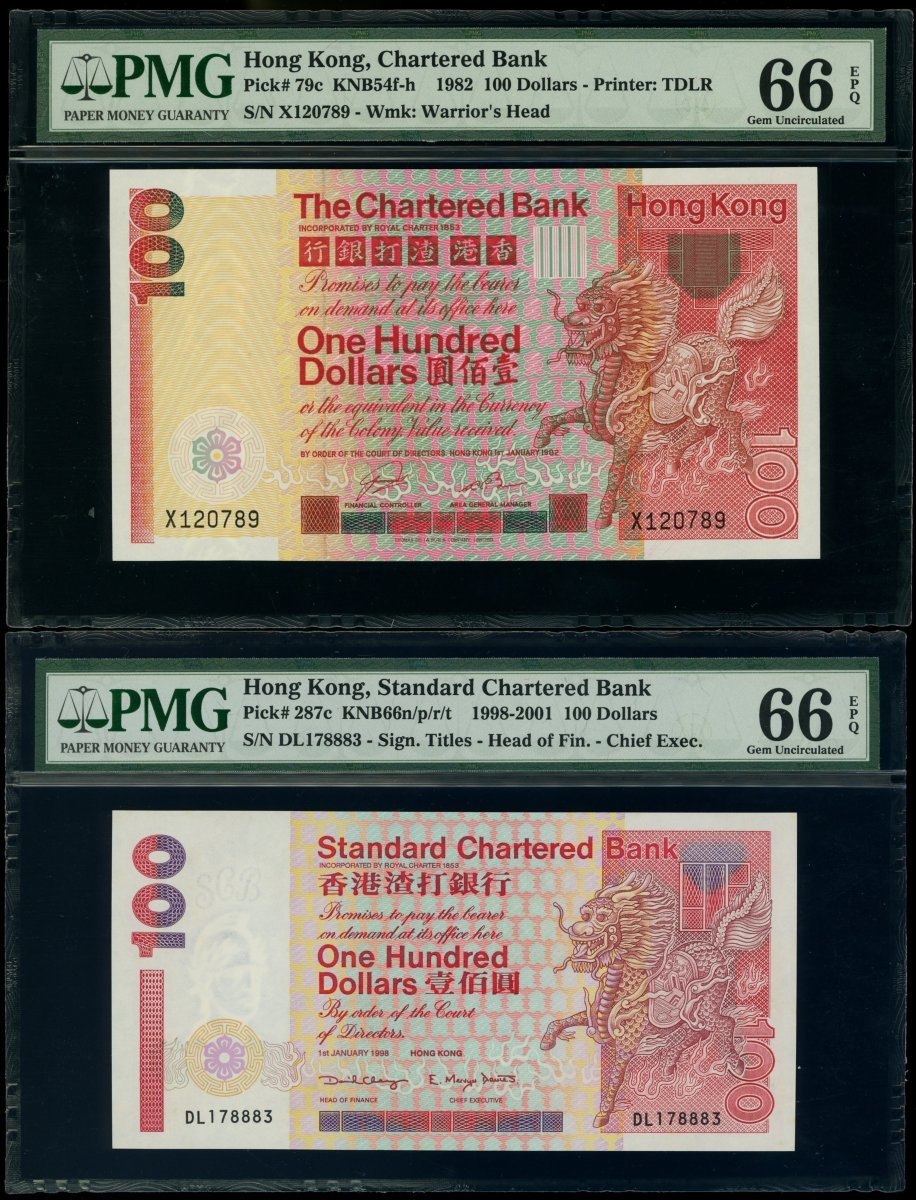 PMG
PAPER MONEY GUARANTY
Hong Kong, Chartered Bank
Pick# 79c KNB54f-h 1982 100 Dollars - Printer: TDLR
S/N X120789 - Wmk: Warrior's Head
66 EPQ
Gem Uncirculated
100
The Chartered Bank
INCORPORATED BY ROYAL CHARTER 1853
行銀打渣港香
Promises to pay the bearer
on demand at its office here
One Hundred
Dollars 圓佰壹
or the equivalent in the Currency
of the Colony. Value received.
BY ORDER OF THE COURT OF DIRECTORS. HONG KONG 1ST JANUARY 1982
FINANCIAL CONTROLLER AREA GENERAL MANAGER
Hong Kong
100
X120789
X120789
PMG
PAPER MONEY GUARANTY
Hong Kong, Standard Chartered Bank
Pick# 287c KNB66n/p/r/t 1998-2001 100 Dollars
S/N DL178883 - Sign. Titles - Head of Fin. - Chief Exec.
66 EPQ
Gem Uncirculated
100
SCB
Standard Chartered Bank
INCORPORATED BY ROYAL CHARTER 1853
香港渣打銀行
Promises to pay the bearer
on demand at its office here
One Hundred
Dollars 壹佰圓
By order of the Court
of Directors.
1ST JANUARY 1998 HONG KONG
E. Mervyn Davies
HEAD OF FINANCE CHIEF EXECUTIVE
100
DL178883
DL178883